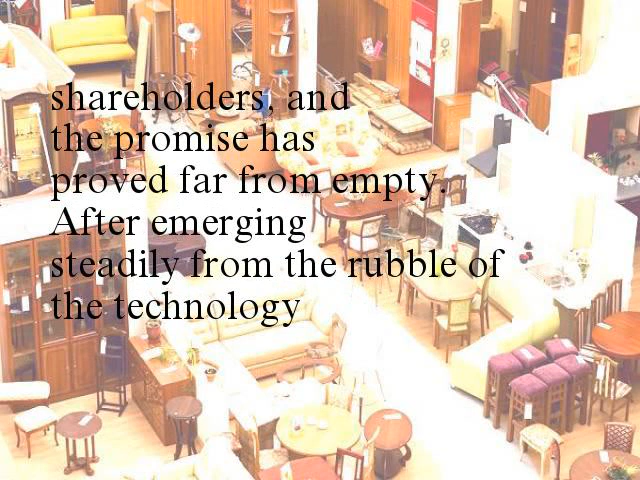 shareholders, and
the promise has
proved far from empty.
After emerging
steadily from the rubble of
the technology